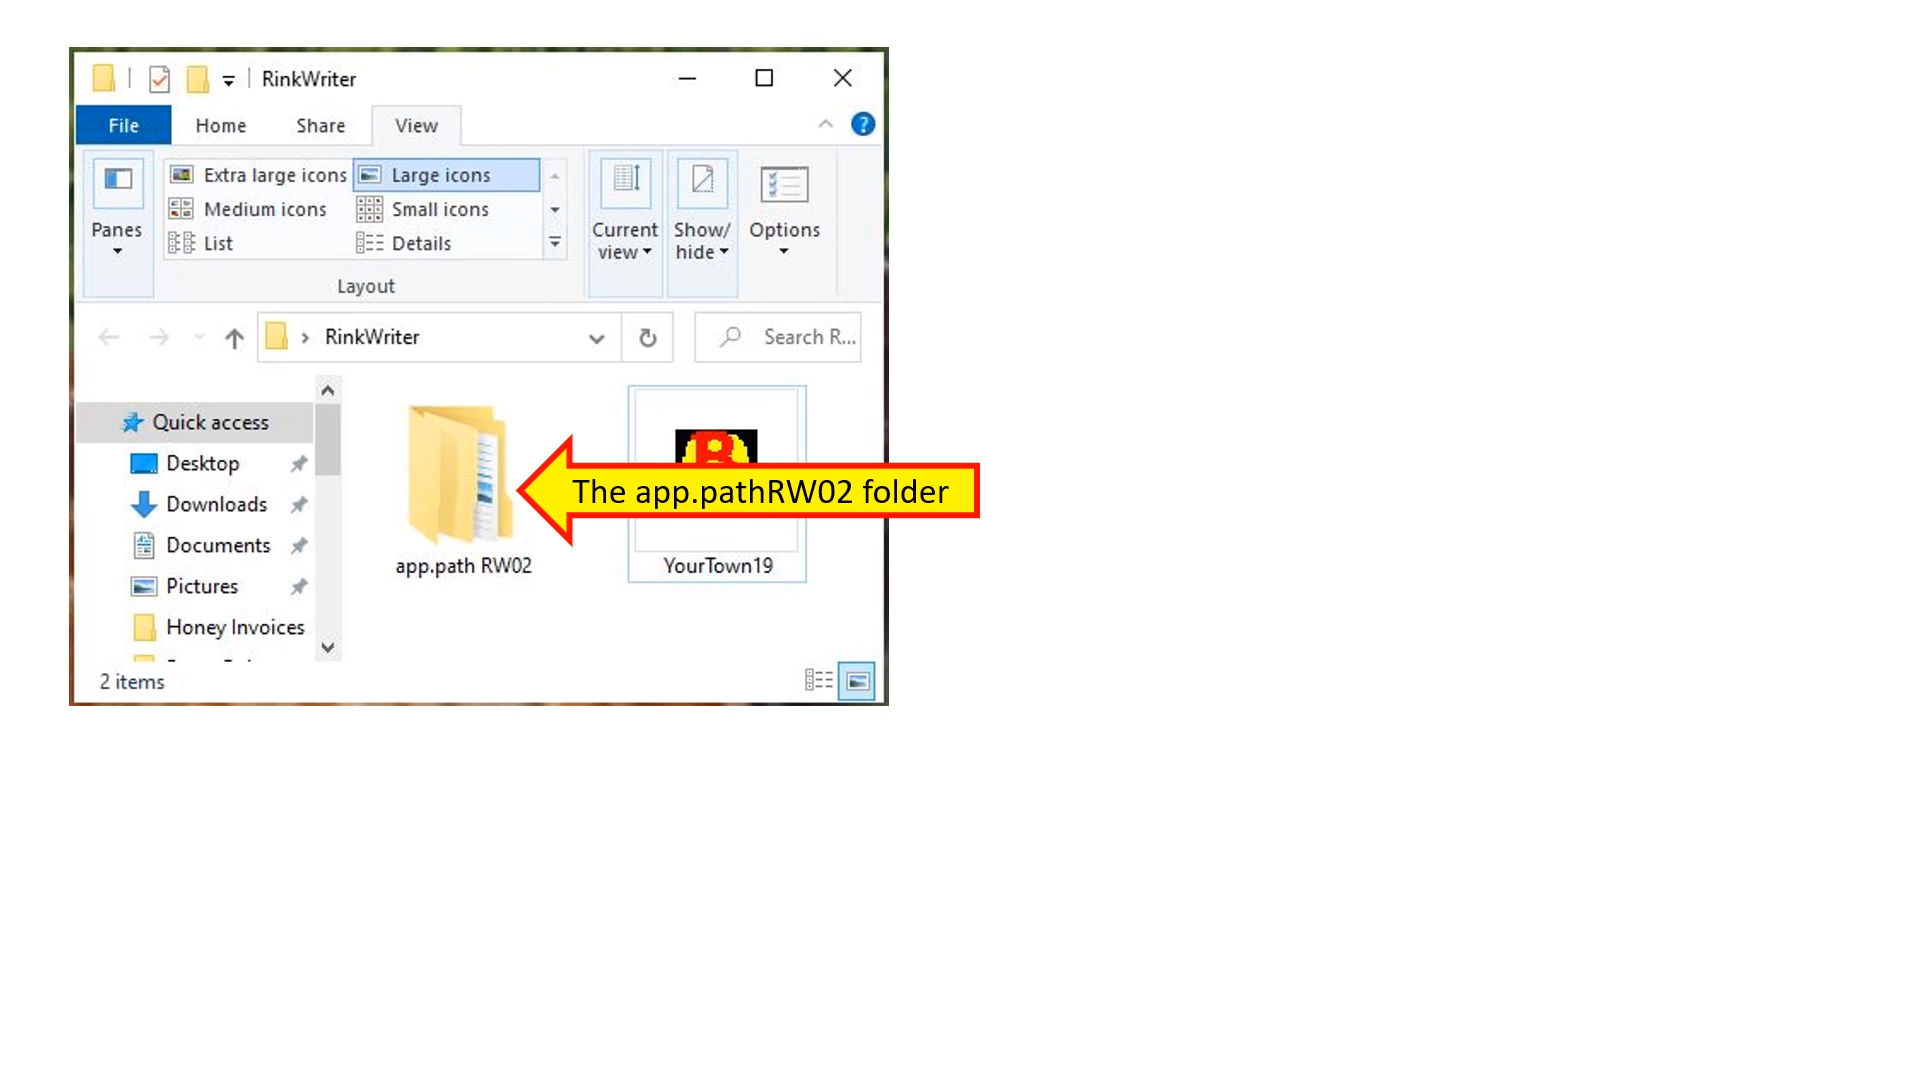 RinkWriter
File Home Share View
Extra large icons Large icons
Medium icons Small icons
List Details
Panes
Current view
Show/ hide
Options
Layout
RinkWriter
Search R...
Quick access
Desktop
Downloads
Documents
Pictures
Honey Invoices
The app.pathRW02 folder
app.path RW02
YourTown19
2 items